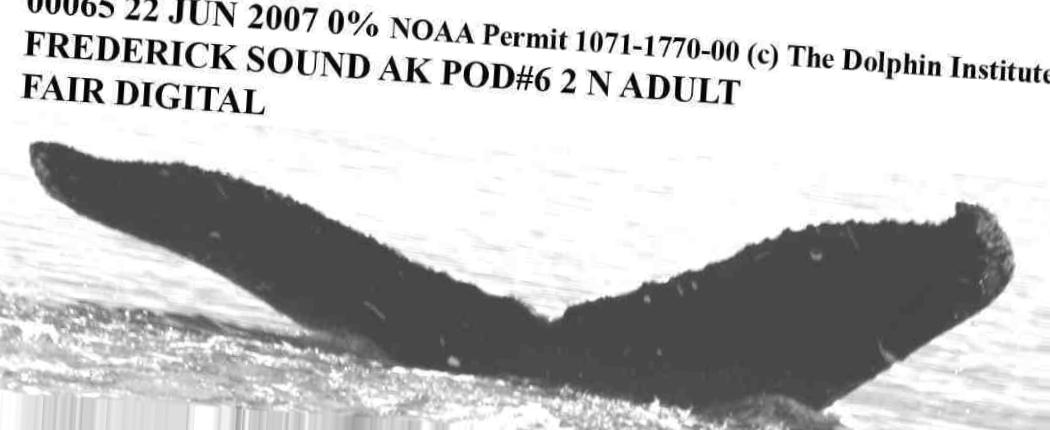 00065 22 JUN 2007 0% NOAA Permit 1071-1770-00 (c) The Dolphin Institute
FREDERICK SOUND AK POD#6 2 N ADULT
FAIR DIGITAL